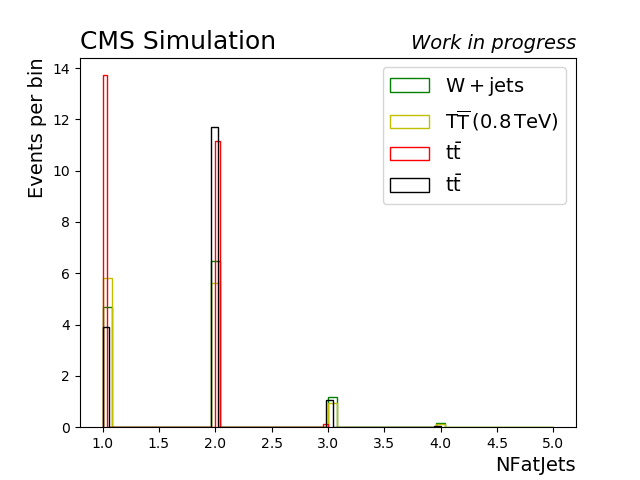 CMS Simulation
Work in progress
Events per bin
14
12
10
8
6
4
2
0
W + jets
TT̅ (0.8 TeV)
tt̄
tt̄
1.0 1.5 2.0 2.5 3.0 3.5 4.0 4.5 5.0
NFatJets